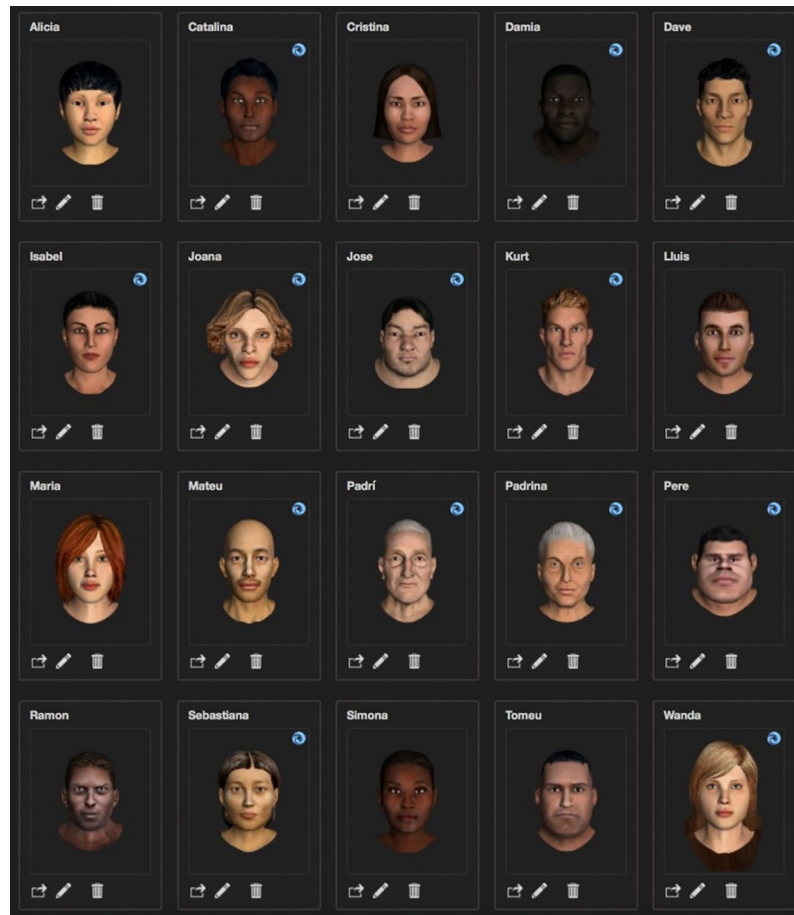 Alicia
Catalina
Cristina
Damia
Dave
Isabel
Joana
Jose
Kurt
Lluis
Maria
Mateu
Padrí
Padrina
Pere
Ramon
Sebastiana
Simona
Tomeu
Wanda